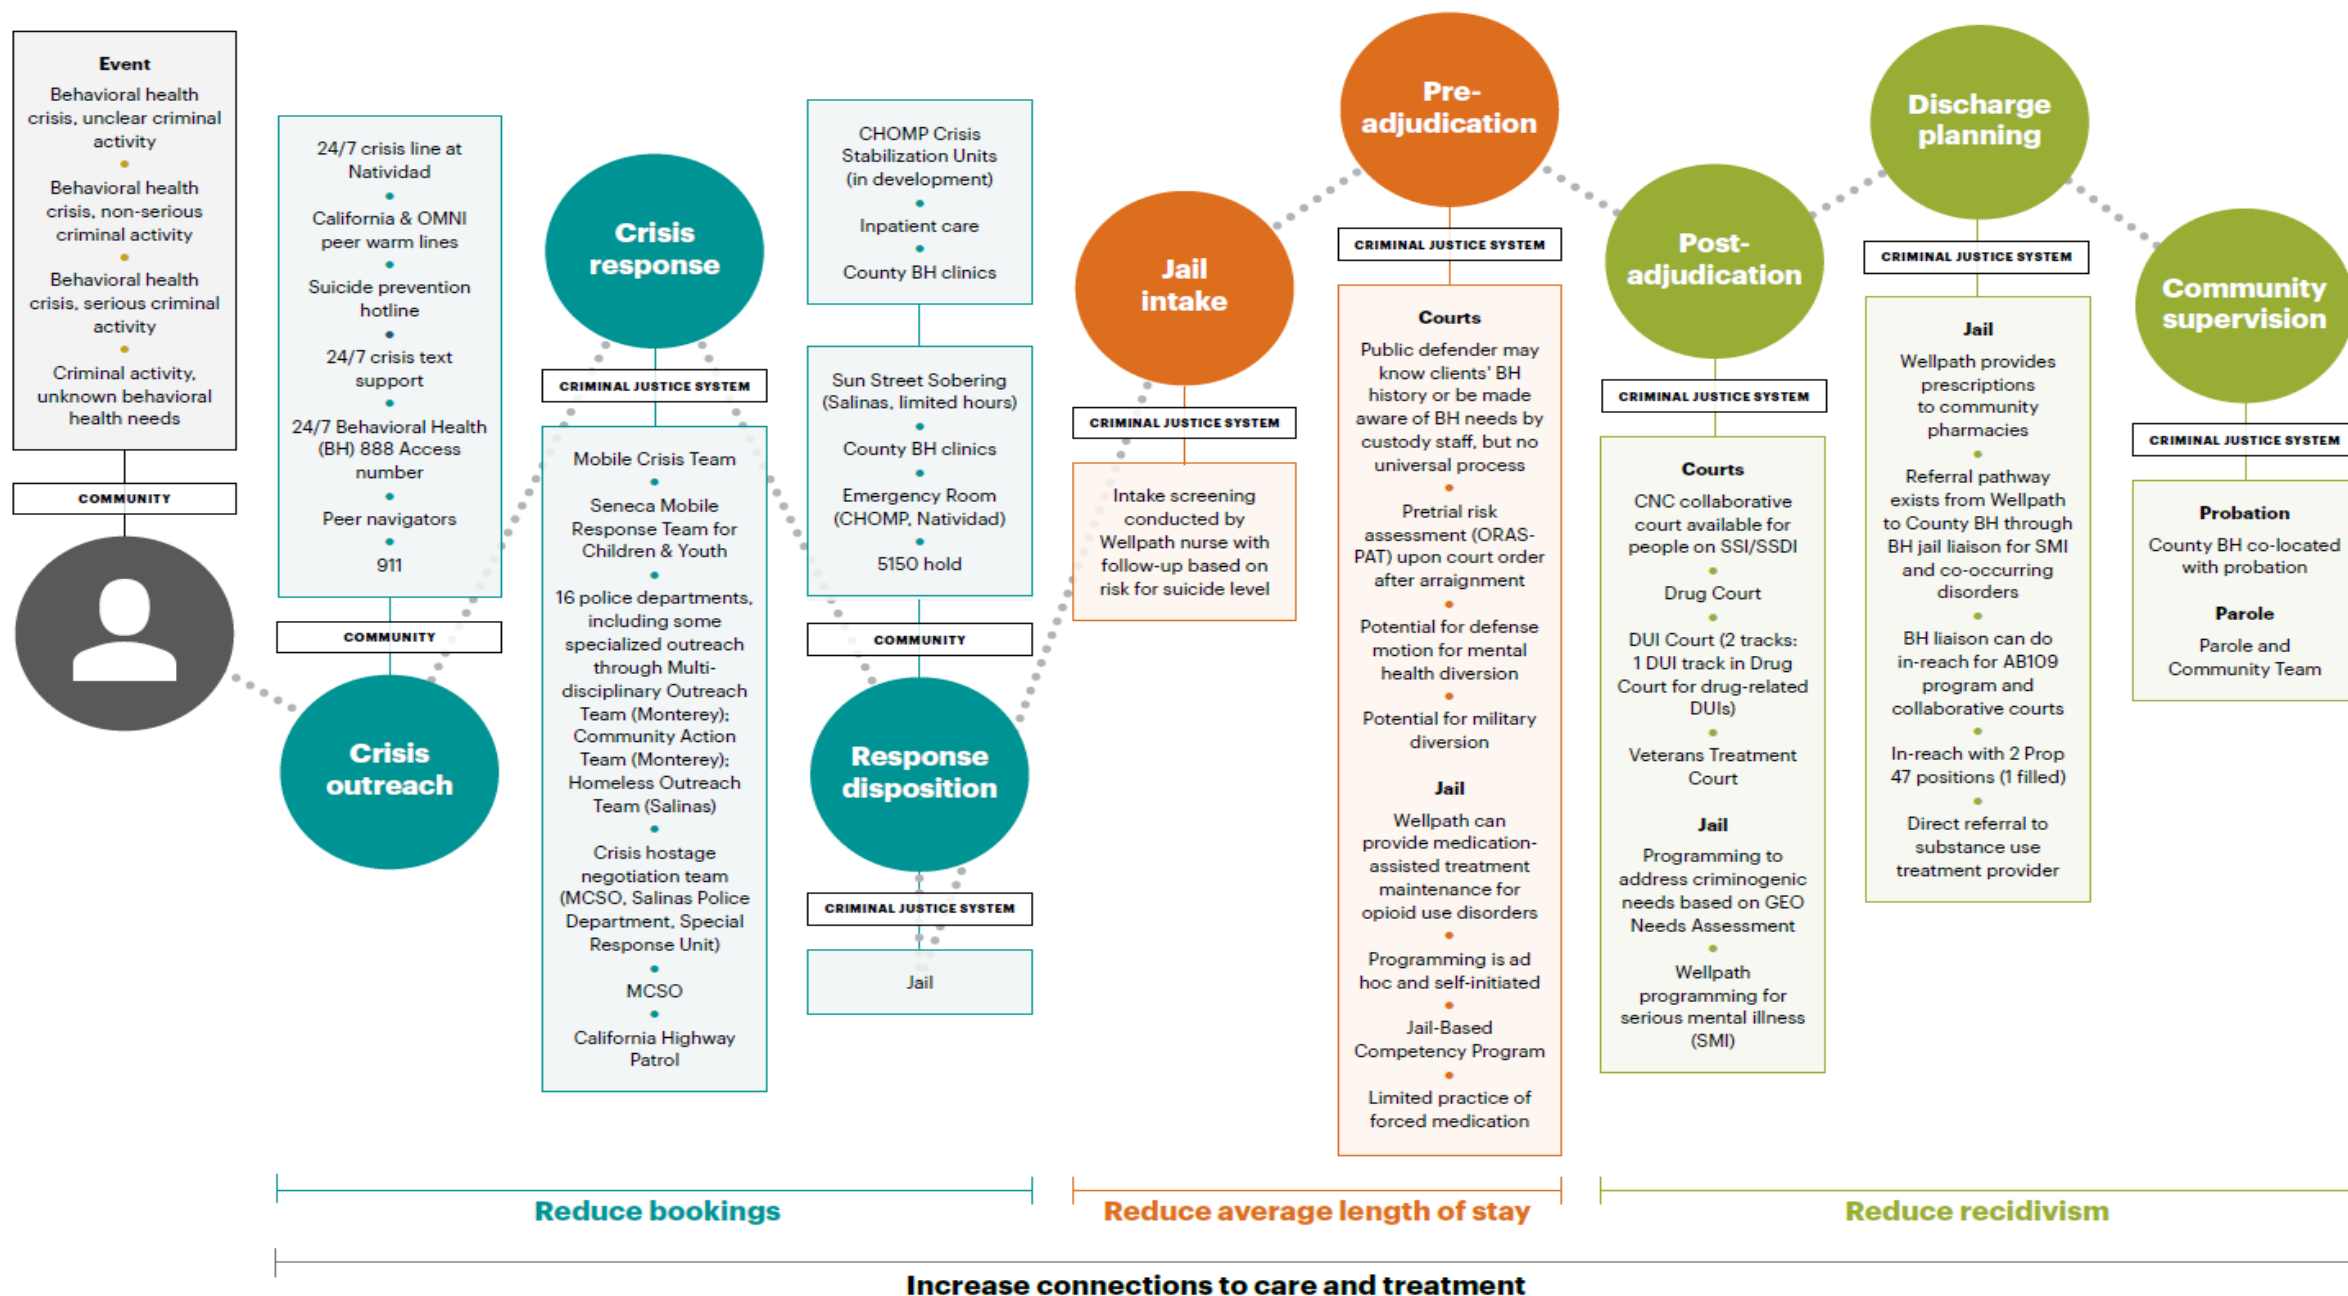 Event
Behavioral health
crisis, unclear criminal
activity
•
Behavioral health
crisis, non-serious
criminal activity
•
Behavioral health
crisis, serious criminal
activity
•
Criminal activity,
unknown behavioral
health needs
COMMUNITY
24/7 crisis line at
Natividad
•
California & OMNI
peer warm lines
•
Suicide prevention
hotline
•
24/7 crisis text
support
•
24/7 Behavioral Health
(BH) 888 Access
number
•
Peer navigators
•
911
COMMUNITY
Crisis
outreach
Crisis
response
CRIMINAL JUSTICE SYSTEM
Mobile Crisis Team
•
Seneca Mobile
Response Team for
Children & Youth
•
16 police departments,
including some
specialized outreach
through Multi-
disciplinary Outreach
Team (Monterey);
Community Action
Team (Monterey);
Homeless Outreach
Team (Salinas)
•
Crisis hostage
negotiation team
(MCSO, Salinas Police
Department, Special
Response Unit)
•
MCSO
•
California Highway
Patrol
CHOMP Crisis
Stabilization Units
(in development)
•
Inpatient care
•
County BH clinics
Sun Street Sobering
(Salinas, limited hours)
•
County BH clinics
•
Emergency Room
(CHOMP, Natividad)
•
5150 hold
COMMUNITY
Response
disposition
CRIMINAL JUSTICE SYSTEM
Jail
Jail
intake
CRIMINAL JUSTICE SYSTEM
Intake screening
conducted by
Wellpath nurse with
follow-up based on
risk for suicide level
Pre-
adjudication
CRIMINAL JUSTICE SYSTEM
Courts
Public defender may
know clients' BH
history or be made
aware of BH needs by
custody staff, but no
universal process
•
Pretrial risk
assessment (ORAS-
PAT) upon court order
after arraignment
•
Potential for defense
motion for mental
health diversion
•
Potential for military
diversion
Jail
Wellpath can
provide medication-
assisted treatment
maintenance for
opioid use disorders
•
Programming is ad
hoc and self-initiated
•
Jail-Based
Competency Program
•
Limited practice of
forced medication
Post-
adjudication
CRIMINAL JUSTICE SYSTEM
Courts
CNC collaborative
court available for
people on SSI/SSDI
•
Drug Court
•
DUI Court (2 tracks:
1 DUI track in Drug
Court for drug-related
DUIs)
•
Veterans Treatment
Court
Jail
Programming to
address criminogenic
needs based on GEO
Needs Assessment
•
Wellpath
programming for
serious mental illness
(SMI)
Discharge
planning
CRIMINAL JUSTICE SYSTEM
Jail
Wellpath provides
prescriptions
to community
pharmacies
•
Referral pathway
exists from Wellpath
to County BH through
BH jail liaison for SMI
and co-occurring
disorders
•
BH liaison can do
in-reach for AB109
program and
collaborative courts
•
In-reach with 2 Prop
47 positions (1 filled)
•
Direct referral to
substance use
treatment provider
Community
supervision
CRIMINAL JUSTICE SYSTEM
Probation
County BH co-located
with probation
Parole
Parole and
Community Team
Reduce bookings
Reduce average length of stay
Reduce recidivism
Increase connections to care and treatment